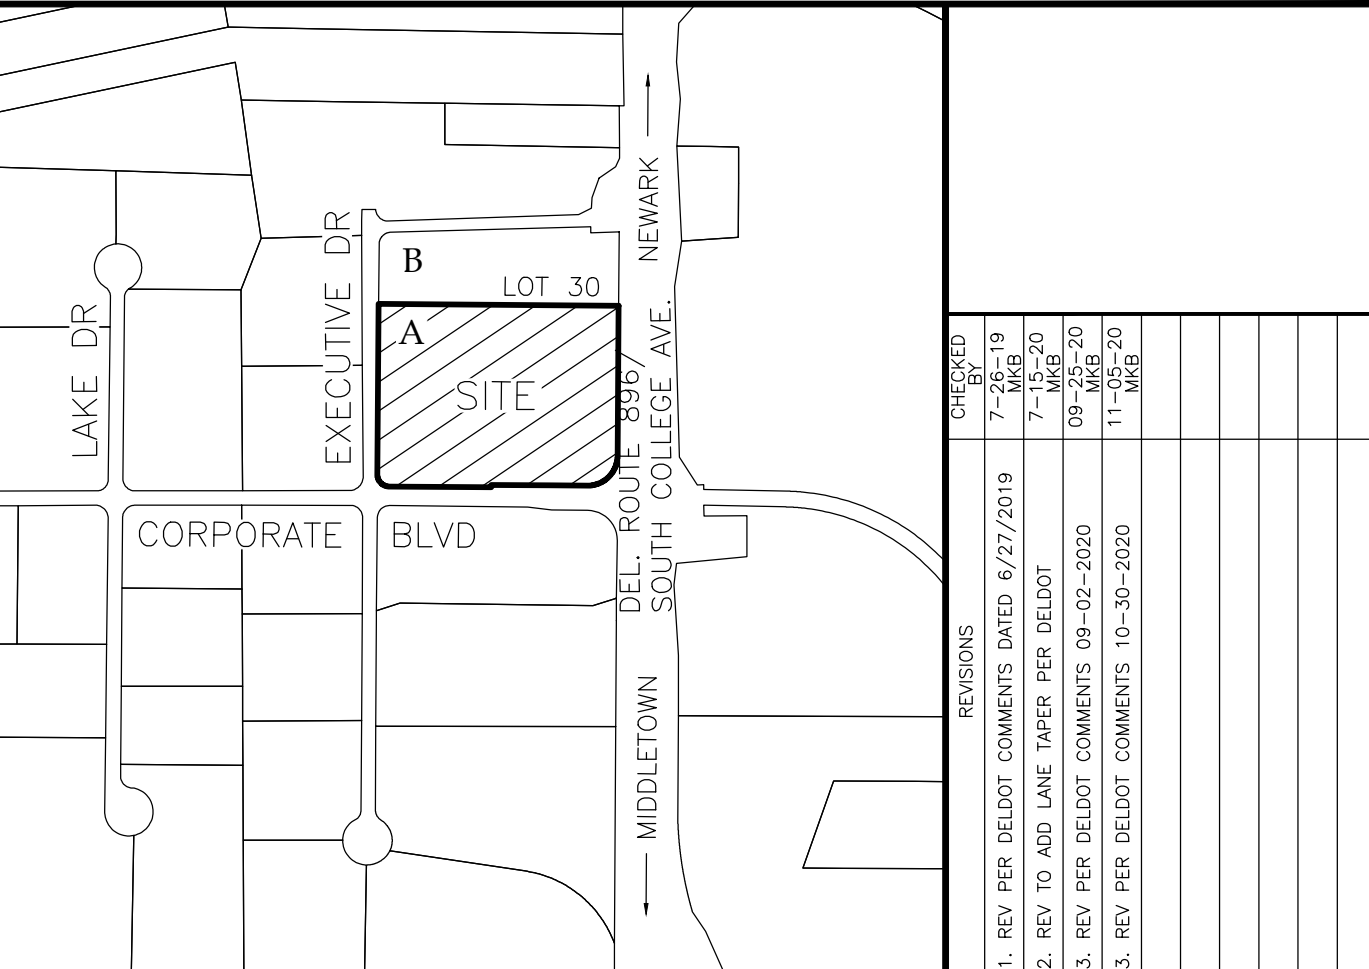 NEWARK
EXECUTIVE DR
B
LOT 30
A
SITE
LAKE DR
DEL. ROUTE 896
SOUTH COLLEGE AVE.
CORPORATE BLVD
MIDDLETOWN
CHECKED
BY
7-26-19
MKB
7-15-20
MKB
09-25-20
MKB
11-05-20
MKB
REVISIONS
1. REV PER DELDOT COMMENTS DATED 6/27/2019
2. REV TO ADD LANE TAPER PER DELDOT
3. REV PER DELDOT COMMENTS 09-02-2020
3. REV PER DELDOT COMMENTS 10-30-2020